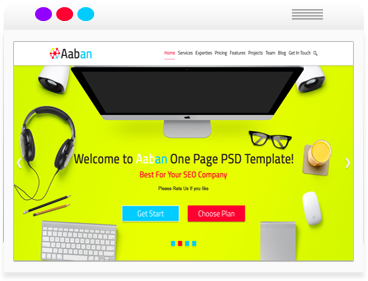 Aaban
Home Services Experties Pricing Features Projects Team Blog Get In Touch
Welcome to Aaban One Page PSD Template!
Best For Your SEO Company
Please Rate Us if you like
Get Start
Choose Plan